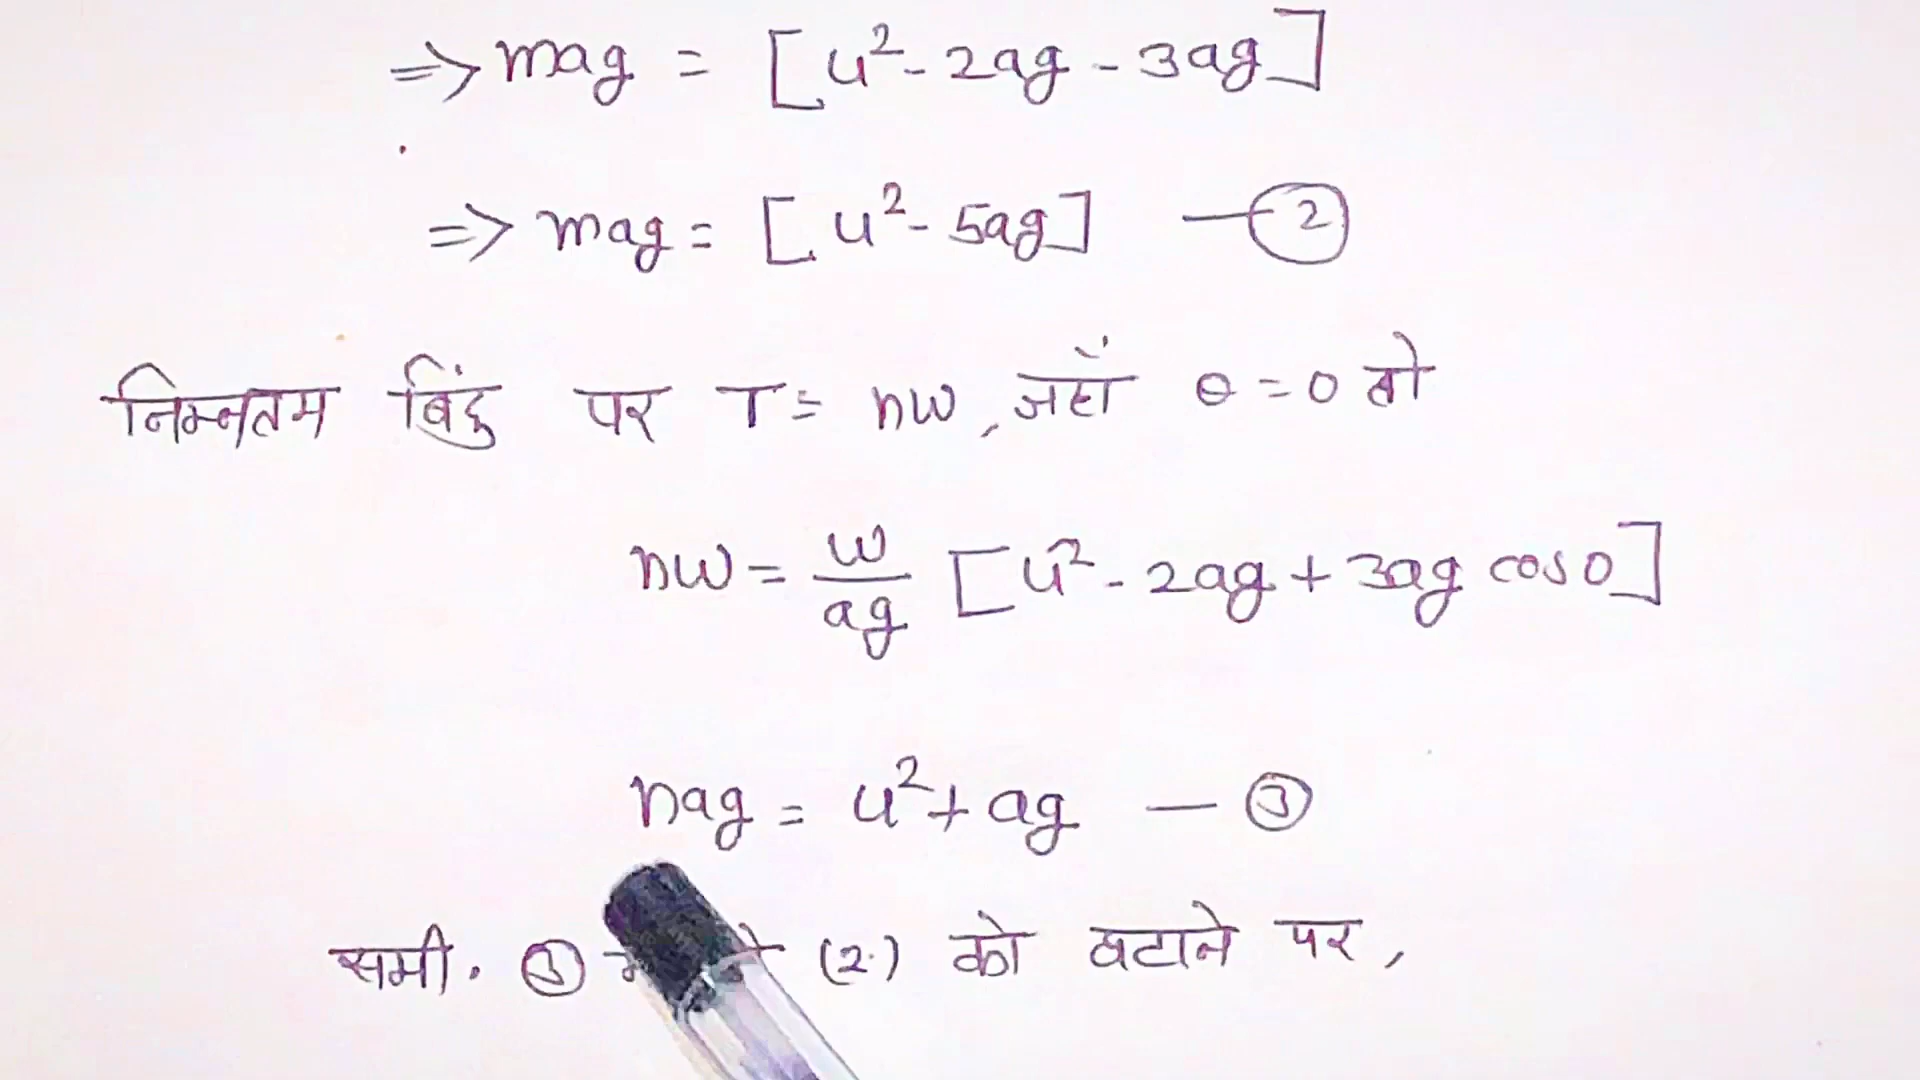 ⇒ mag = [u² - 2ag - 3ag]
⇒ mag = [u² - 5ag] — ②
निम्नतम बिंदु पर T = nw, जहाँ θ = 0 तो
nw = w/ag [u² - 2ag + 3ag cos 0]
nag = u² + ag — ③
समी. ③ (2.) को घटाने पर,